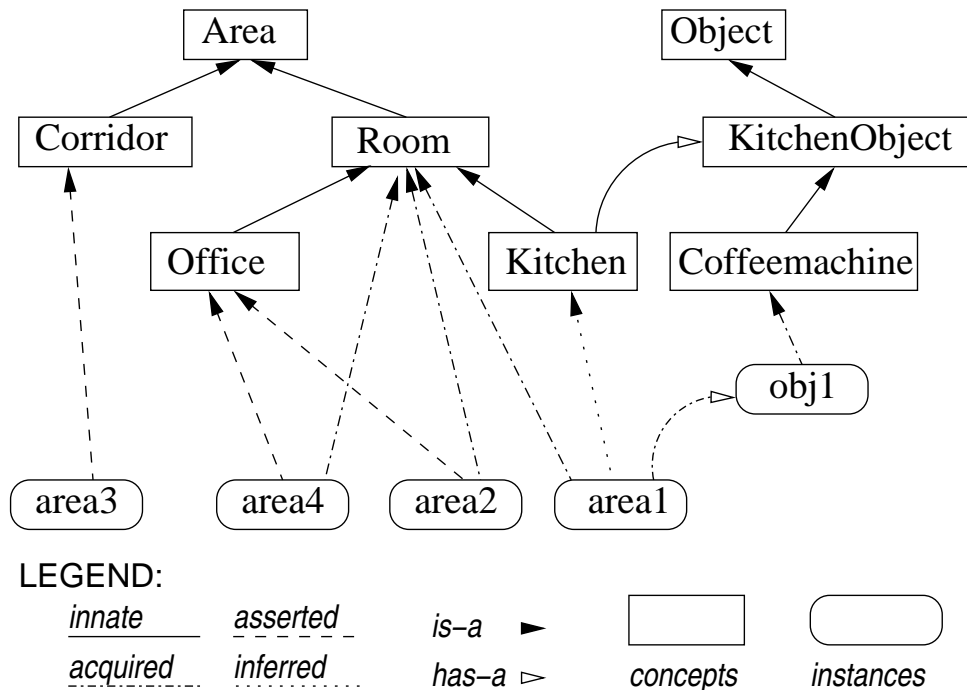 Area
Object
Corridor
Room
KitchenObject
Office
Kitchen
Coffeemachine
obj1
area3
area4
area2
area1
LEGEND:
innate
asserted
is–a
acquired
inferred
has–a
concepts
instances